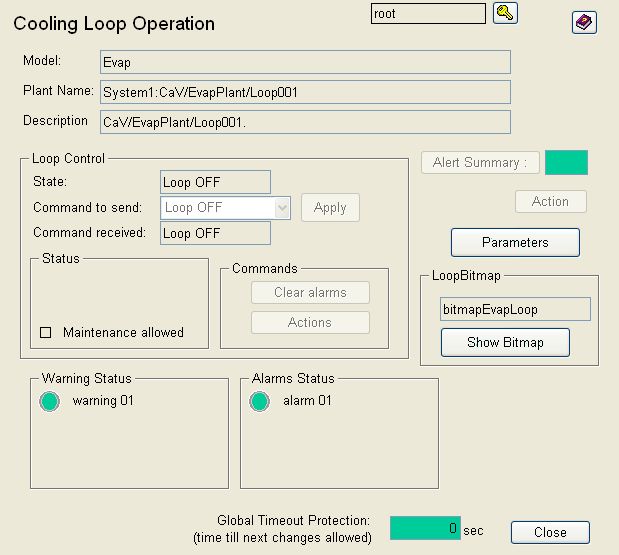 root
Cooling Loop Operation
Model: Evap
Plant Name: System1:CaV/EvapPlant/Loop001
Description CaV/EvapPlant/Loop001.
Loop Control
State: Loop OFF
Command to send: Loop OFF Apply
Command received: Loop OFF
Status
Maintenance allowed
Commands
Clear alarms
Actions
Alert Summary :
Action
Parameters
LoopBitmap
bitmapEvapLoop
Show Bitmap
Warning Status
warning 01
Alarms Status
alarm 01
Global Timeout Protection: 0 sec
(time till next changes allowed)
Close